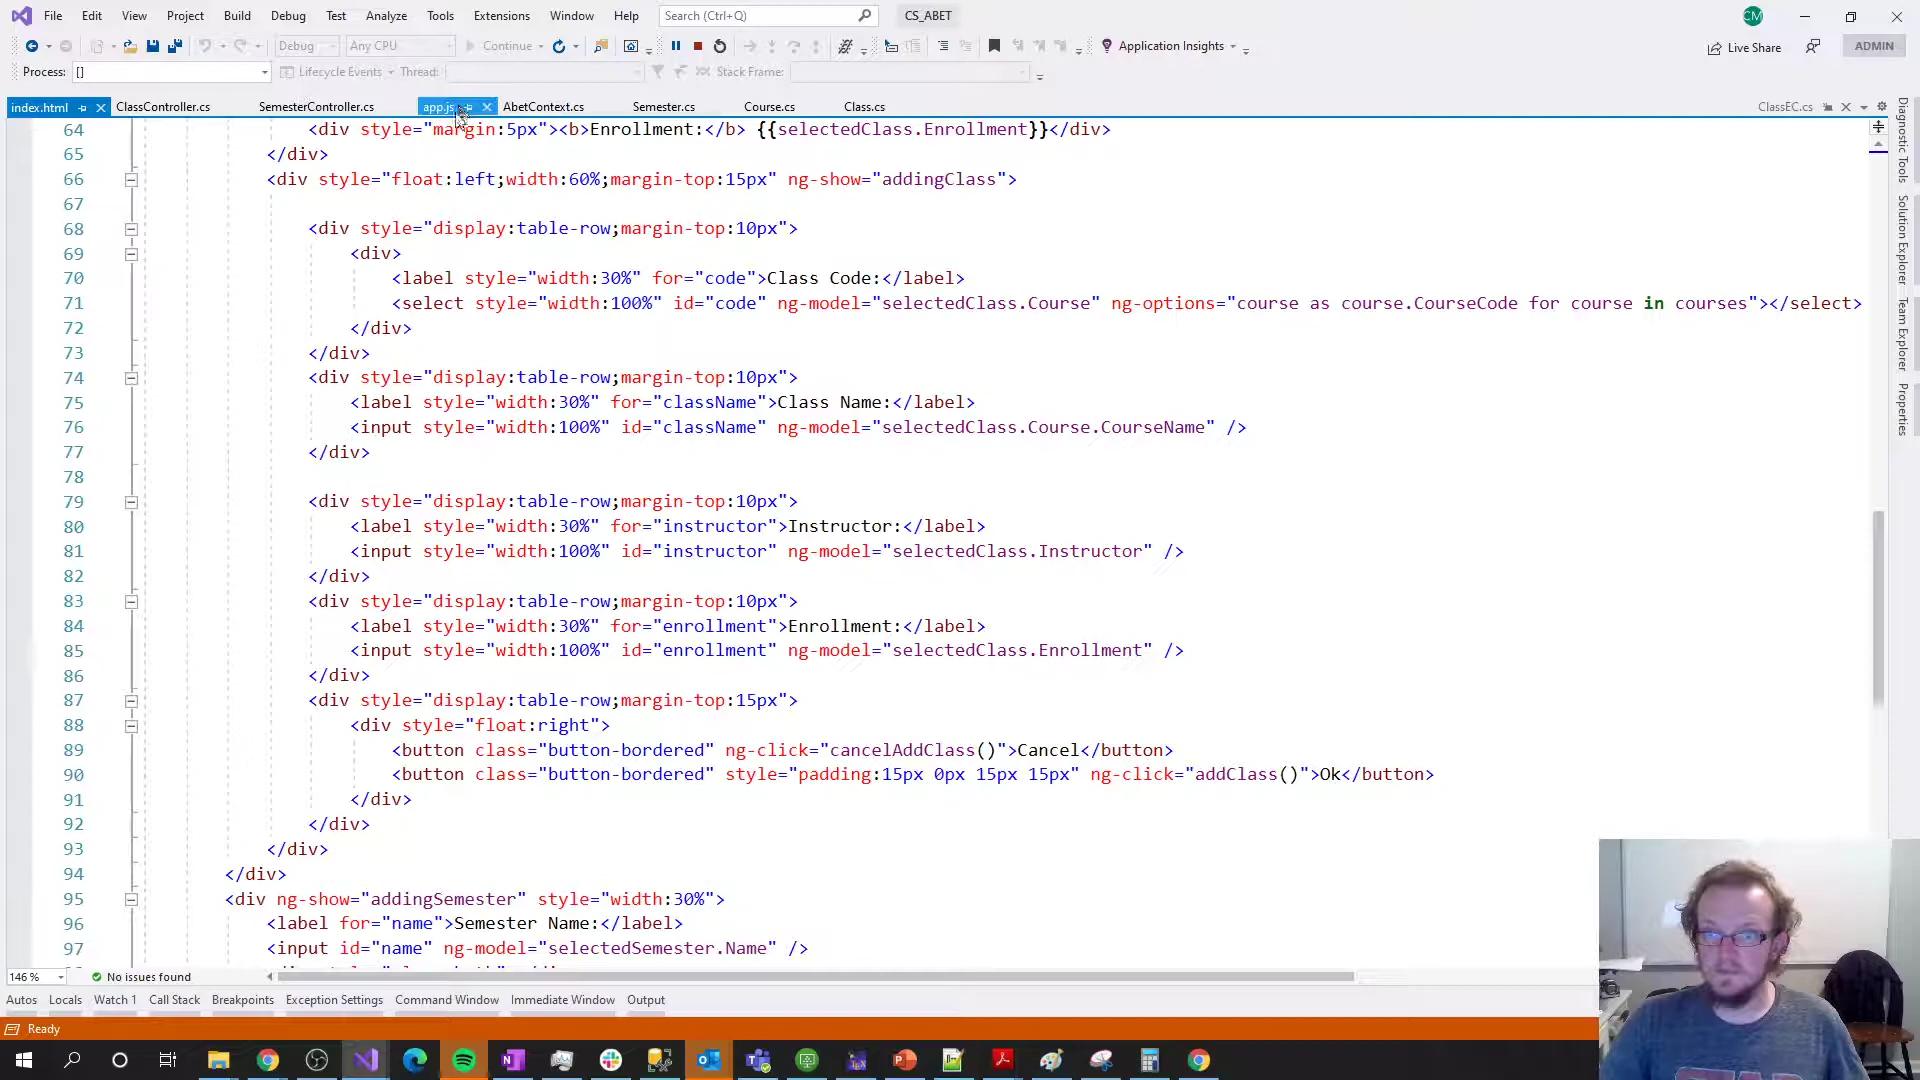 File Edit View Project Build Debug Test Analyze Tools Extensions Window Help Search (Ctrl+Q) CS_ABET CM
Debug Any CPU Continue Application Insights Live Share ADMIN
Process: [] Lifecycle Events Thread: Stack Frame:
index.html ClassController.cs SemesterController.cs app.js AbetContext.cs Semester.cs Course.cs Class.cs ClassEC.cs
64 <div style="margin:5px"><b>Enrollment:</b> {{selectedClass.Enrollment}}</div>
65 </div>
66 <div style="float:left;width:60%;margin-top:15px" ng-show="addingClass">
67
68 <div style="display:table-row;margin-top:10px">
69 <div>
70 <label style="width:30%" for="code">Class Code:</label>
71 <select style="width:100%" id="code" ng-model="selectedClass.Course" ng-options="course as course.CourseCode for course in courses"></select>
72 </div>
73 </div>
74 <div style="display:table-row;margin-top:10px">
75 <label style="width:30%" for="className">Class Name:</label>
76 <input style="width:100%" id="className" ng-model="selectedClass.Course.CourseName" />
77 </div>
78
79 <div style="display:table-row;margin-top:10px">
80 <label style="width:30%" for="instructor">Instructor:</label>
81 <input style="width:100%" id="instructor" ng-model="selectedClass.Instructor" />
82 </div>
83 <div style="display:table-row;margin-top:10px">
84 <label style="width:30%" for="enrollment">Enrollment:</label>
85 <input style="width:100%" id="enrollment" ng-model="selectedClass.Enrollment" />
86 </div>
87 <div style="display:table-row;margin-top:15px">
88 <div style="float:right">
89 <button class="button-bordered" ng-click="cancelAddClass()">Cancel</button>
90 <button class="button-bordered" style="padding:15px 0px 15px 15px" ng-click="addClass()">Ok</button>
91 </div>
92 </div>
93 </div>
94 </div>
95 <div ng-show="addingSemester" style="width:30%">
96 <label for="name">Semester Name:</label>
97 <input id="name" ng-model="selectedSemester.Name" />
146 % No issues found
Autos Locals Watch 1 Call Stack Breakpoints Exception Settings Command Window Immediate Window Output
Ready
Diagnostic Tools
Solution Explorer
Team Explorer
Properties